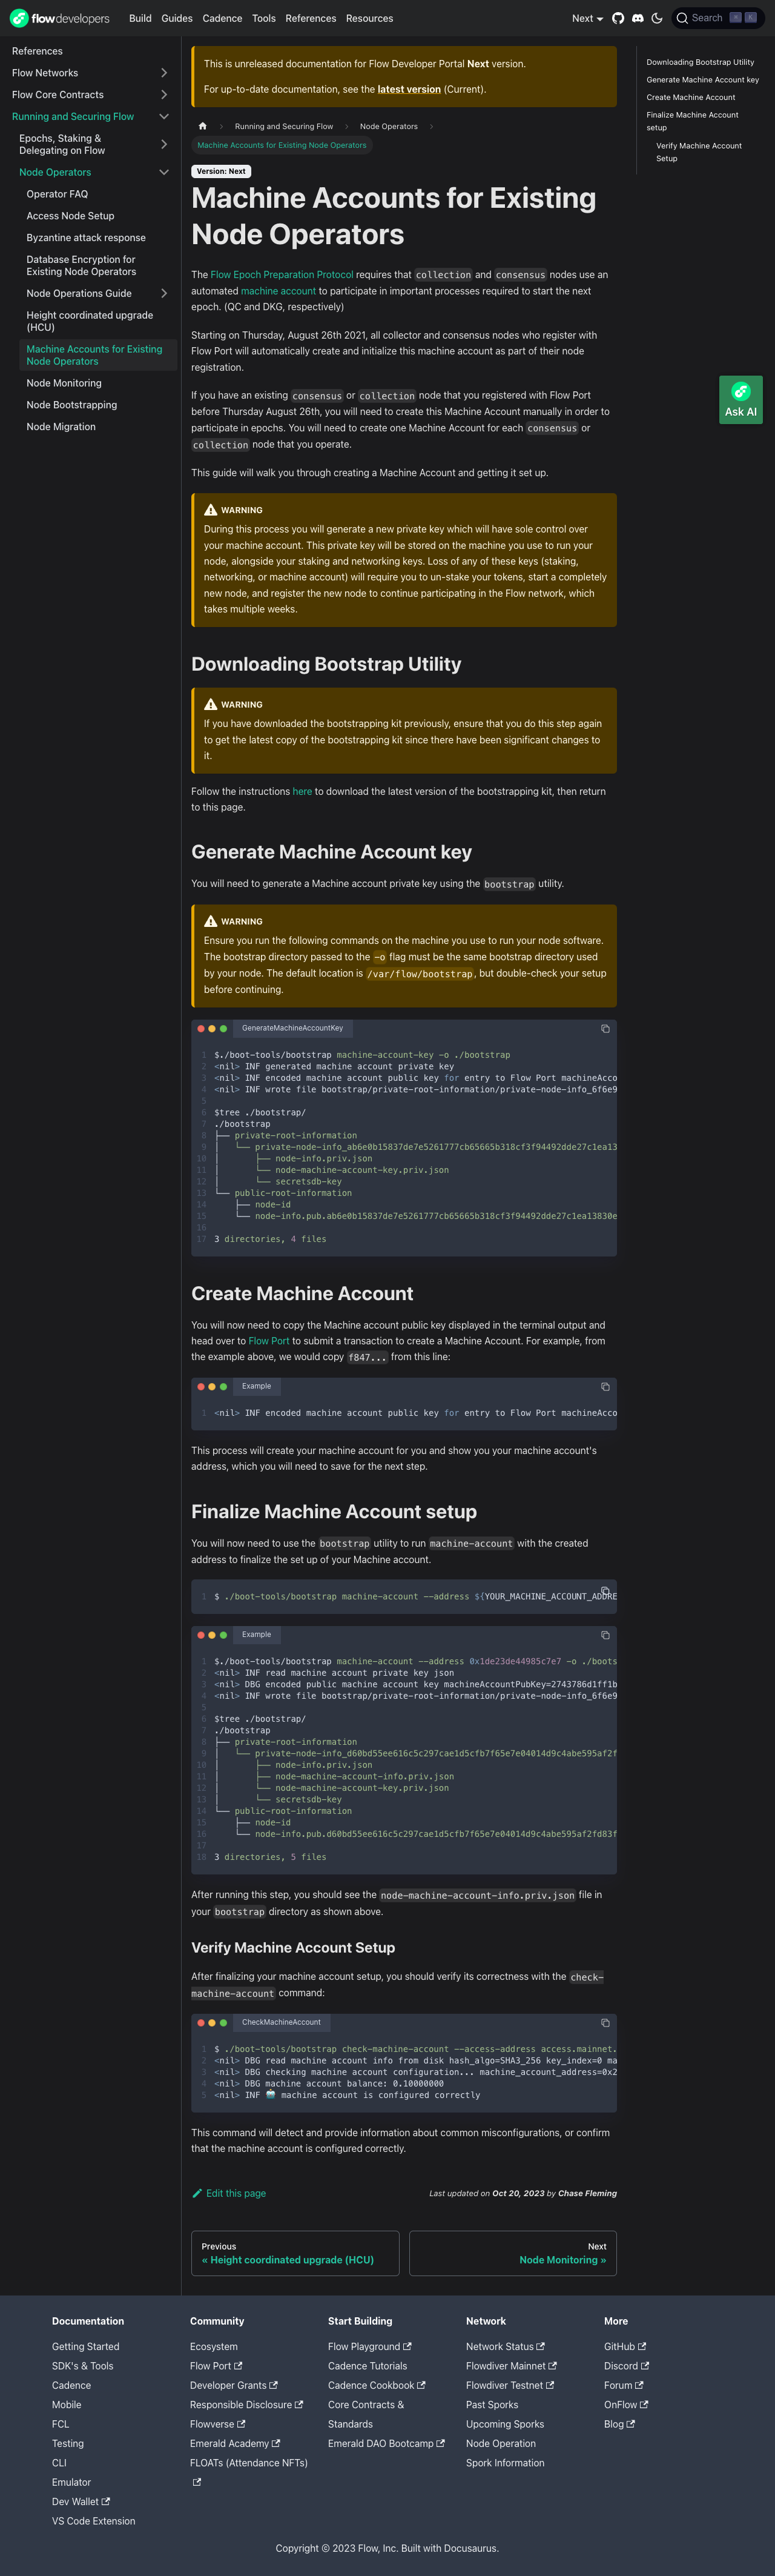 flowdevelopers Build Guides Cadence Tools References Resources Next Search ⌘ K
References
Flow Networks
Flow Core Contracts
Running and Securing Flow
Epochs, Staking &
Delegating on Flow
Node Operators
Operator FAQ
Access Node Setup
Byzantine attack response
Database Encryption for
Existing Node Operators
Node Operations Guide
Height coordinated upgrade
(HCU)
Machine Accounts for Existing
Node Operators
Node Monitoring
Node Bootstrapping
Node Migration
This is unreleased documentation for Flow Developer Portal Next version.
For up-to-date documentation, see the latest version (Current).
Running and Securing Flow
Node Operators
Machine Accounts for Existing Node Operators
Version: Next
Machine Accounts for Existing
Node Operators
The Flow Epoch Preparation Protocol requires that collection and consensus nodes use an
automated machine account to participate in important processes required to start the next
epoch. (QC and DKG, respectively)
Starting on Thursday, August 26th 2021, all collector and consensus nodes who register with
Flow Port will automatically create and initialize this machine account as part of their node
registration.
If you have an existing consensus or collection node that you registered with Flow Port
before Thursday August 26th, you will need to create this Machine Account manually in order to
participate in epochs. You will need to create one Machine Account for each consensus or
collection node that you operate.
This guide will walk you through creating a Machine Account and getting it set up.
WARNING
During this process you will generate a new private key which will have sole control over
your machine account. This private key will be stored on the machine you use to run your
node, alongside your staking and networking keys. Loss of any of these keys (staking,
networking, or machine account) will require you to un-stake your tokens, start a completely
new node, and register the new node to continue participating in the Flow network, which
takes multiple weeks.
Downloading Bootstrap Utility
WARNING
If you have downloaded the bootstrapping kit previously, ensure that you do this step again
to get the latest copy of the bootstrapping kit since there have been significant changes to
it.
Follow the instructions here to download the latest version of the bootstrapping kit, then return
to this page.
Generate Machine Account key
You will need to generate a Machine account private key using the bootstrap utility.
WARNING
Ensure you run the following commands on the machine you use to run your node software.
The bootstrap directory passed to the -o flag must be the same bootstrap directory used
by your node. The default location is /var/flow/bootstrap, but double-check your setup
before continuing.
GenerateMachineAccountKey
1 $./boot-tools/bootstrap machine-account-key -o ./bootstrap
2 <nil> INF generated machine account private key
3 <nil> INF encoded machine account public key for entry to Flow Port machineAcco
4 <nil> INF wrote file bootstrap/private-root-information/private-node-info_6f6e9
5
6 $tree ./bootstrap/
7 ./bootstrap
8 ├── private-root-information
9 │   └── private-node-info_ab6e0b15837de7e5261777cb65665b318cf3f94492dde27c1ea13
10 │       ├── node-info.priv.json
11 │       └── node-machine-account-key.priv.json
12 │       └── secretsdb-key
13 └── public-root-information
14     ├── node-id
15     └── node-info.pub.ab6e0b15837de7e5261777cb65665b318cf3f94492dde27c1ea13830e
16
17 3 directories, 4 files
Create Machine Account
You will now need to copy the Machine account public key displayed in the terminal output and
head over to Flow Port to submit a transaction to create a Machine Account. For example, from
the example above, we would copy f847... from this line:
Example
1 <nil> INF encoded machine account public key for entry to Flow Port machineAcco
This process will create your machine account for you and show you your machine account's
address, which you will need to save for the next step.
Finalize Machine Account setup
You will now need to use the bootstrap utility to run machine-account with the created
address to finalize the set up of your Machine account.
1 $ ./boot-tools/bootstrap machine-account --address ${YOUR_MACHINE_ACCOUNT_ADDRE
Example
1 $./boot-tools/bootstrap machine-account --address 0x1de23de44985c7e7 -o ./boots
2 <nil> INF read machine account private key json
3 <nil> DBG encoded public machine account key machineAccountPubKey=2743786d1ff1b
4 <nil> INF wrote file bootstrap/private-root-information/private-node-info_6f6e9
5
6 $tree ./bootstrap/
7 ./bootstrap
8 ├── private-root-information
9 │   └── private-node-info_d60bd55ee616c5c297cae1d5cfb7f65e7e04014d9c4abe595af2f
10 │       ├── node-info.priv.json
11 │       ├── node-machine-account-info.priv.json
12 │       └── node-machine-account-key.priv.json
13 │       └── secretsdb-key
14 └── public-root-information
15     ├── node-id
16     └── node-info.pub.d60bd55ee616c5c297cae1d5cfb7f65e7e04014d9c4abe595af2fd83f
17
18 3 directories, 5 files
After running this step, you should see the node-machine-account-info.priv.json file in
your bootstrap directory as shown above.
Verify Machine Account Setup
After finalizing your machine account setup, you should verify its correctness with the check-
machine-account command:
CheckMachineAccount
1 $ ./boot-tools/bootstrap check-machine-account --access-address access.mainnet.
2 <nil> DBG read machine account info from disk hash_algo=SHA3_256 key_index=0 ma
3 <nil> DBG checking machine account configuration... machine_account_address=0x2
4 <nil> DBG machine account balance: 0.10000000
5 <nil> INF 🤖 machine account is configured correctly
This command will detect and provide information about common misconfigurations, or confirm
that the machine account is configured correctly.
Edit this page
Last updated on Oct 20, 2023 by Chase Fleming
Previous
« Height coordinated upgrade (HCU)
Next
Node Monitoring »
Downloading Bootstrap Utility
Generate Machine Account key
Create Machine Account
Finalize Machine Account
setup
Verify Machine Account
Setup
Ask AI
Documentation
Getting Started
SDK's & Tools
Cadence
Mobile
FCL
Testing
CLI
Emulator
Dev Wallet
VS Code Extension
Community
Ecosystem
Flow Port
Developer Grants
Responsible Disclosure
Flowverse
Emerald Academy
FLOATs (Attendance NFTs)
Start Building
Flow Playground
Cadence Tutorials
Cadence Cookbook
Core Contracts &
Standards
Emerald DAO Bootcamp
Network
Network Status
Flowdiver Mainnet
Flowdiver Testnet
Past Sporks
Upcoming Sporks
Node Operation
Spork Information
More
GitHub
Discord
Forum
OnFlow
Blog
Copyright © 2023 Flow, Inc. Built with Docusaurus.